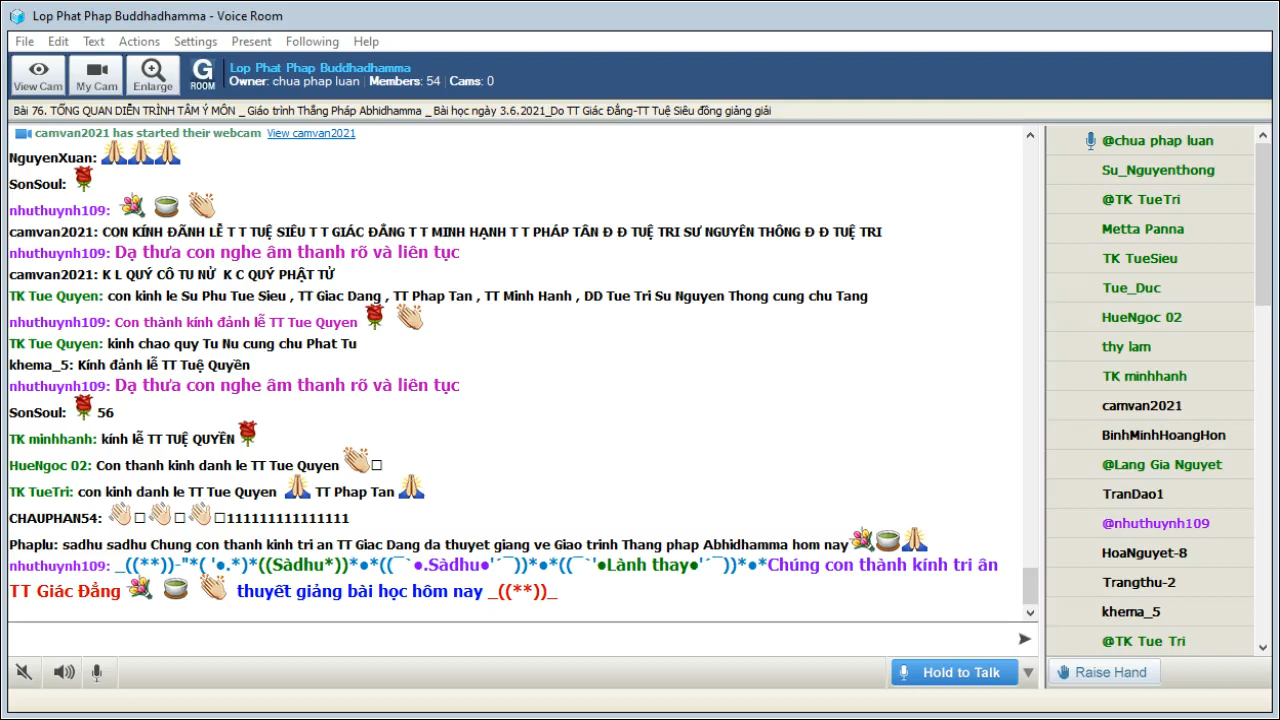 Lop Phat Phap Buddhadhamma - Voice Room
File Edit Text Actions Settings Present Following Help
View Cam My Cam Enlarge G ROOM
Lop Phat Phap Buddhadhamma
Owner: chua phap luan Members: 54 Cams: 0
Bài 76. TỔNG QUAN DIỄN TRÌNH TÂM Ý MÔN _ Giáo trình Thắng Pháp Abhidhamma _ Bài học ngày 3.6.2021_Do TT Giác Đẳng-TT Tuệ Siêu đồng giảng giải
camvan2021 has started their webcam View camvan2021
NguyenXuan: 🙏🙏🙏
SonSoul: 🌹
nhuthuynh109: 💐 🍵 👏
camvan2021: CON KÍNH ĐÃNH LỄ T T TUỆ SIÊU T T GIÁC ĐẲNG T T MINH HẠNH T T PHÁP TÂN Đ Đ TUỆ TRI SƯ NGUYÊN THÔNG Đ Đ TUỆ TRI
nhuthuynh109: Dạ thưa con nghe âm thanh rõ và liên tục
camvan2021: K L QUÝ CÔ TU NỬ K C QUÝ PHẬT TỬ
TK Tue Quyen: con kinh le Su Phu Tue Sieu , TT Giac Dang , TT Phap Tan , TT Minh Hanh , DD Tue Tri Su Nguyen Thong cung chu Tang
nhuthuynh109: Con thành kính đảnh lễ TT Tue Quyen 🌹 👏
TK Tue Quyen: kinh chao quy Tu Nu cung chu Phat Tu
khema_5: Kính đảnh lễ TT Tuệ Quyền
nhuthuynh109: Dạ thưa con nghe âm thanh rõ và liên tục
SonSoul: 🌹 56
TK minhhanh: kính lễ TT TUỆ QUYỀN 🌹
HueNgoc 02: Con thanh kinh danh le TT Tue Quyen 👏□
TK TueTri: con kinh danh le TT Tue Quyen 🙏 TT Phap Tan 🙏
CHAUPHAN54: 👏□👏□👏□111111111111111
Phaplu: sadhu sadhu Chung con thanh kinh tri an TT Giac Dang da thuyet giang ve Giao trinh Thang phap Abhidhamma hom nay💐🍵🙏
nhuthuynh109: _((**))-"*( '●.*)*((Sàdhu*))*●*((¯`●.Sàdhu●'´¯))*●*((¯`'●Lành thay●'´¯))*●*Chúng con thành kính tri ân
TT Giác Đẳng 💐 🍵 👏 thuyết giảng bài học hôm nay _((**))_
Hold to Talk
@chua phap luan
Su_Nguyenthong
@TK TueTri
Metta Panna
TK TueSieu
Tue_Duc
HueNgoc 02
thy lam
TK minhhanh
camvan2021
BinhMinhHoangHon
@Lang Gia Nguyet
TranDao1
@nhuthuynh109
HoaNguyet-8
Trangthu-2
khema_5
@TK Tue Tri
Raise Hand